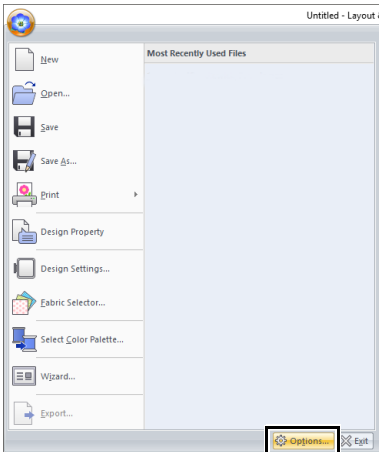 Untitled - Layout
Most Recently Used Files
New
Open...
Save
Save As...
Print
Design Property
Design Settings...
Fabric Selector...
Select Color Palette...
Wizard...
Export...
Options...
Exit